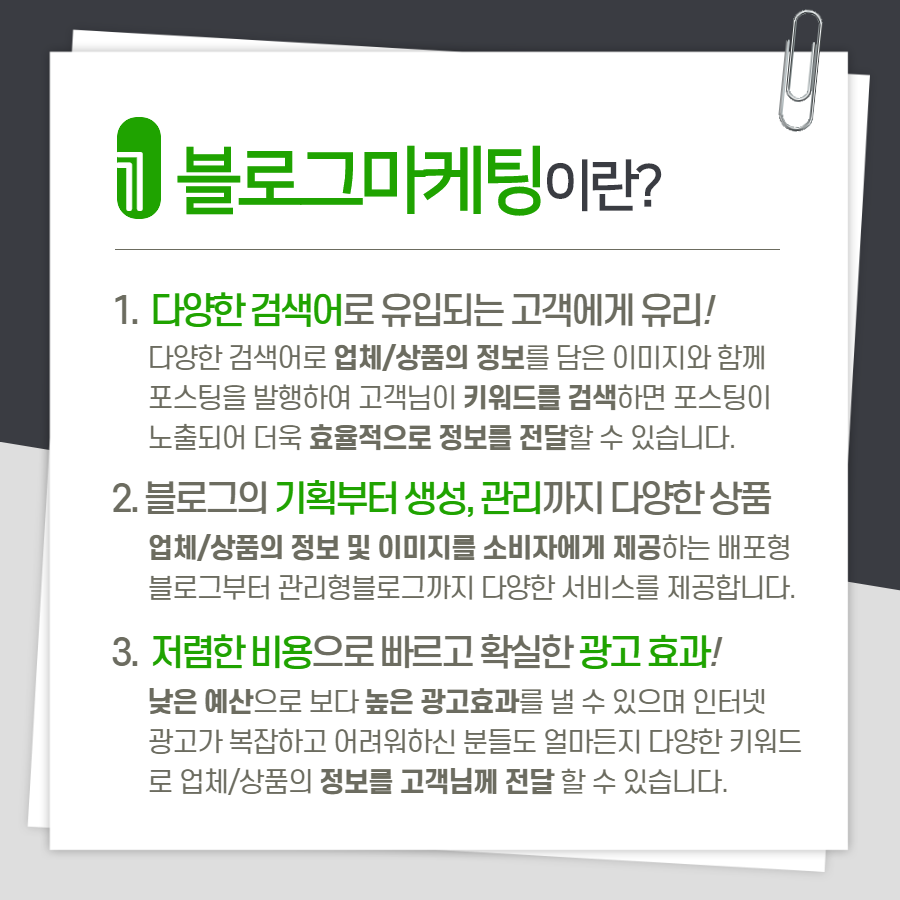 블로그마케팅이란?
1. 다양한 검색어로 유입되는 고객에게 유리!
다양한 검색어로 업체/상품의 정보를 담은 이미지와 함께
포스팅을 발행하여 고객님이 키워드를 검색하면 포스팅이
노출되어 더욱 효율적으로 정보를 전달할 수 있습니다.
2. 블로그의 기획부터 생성, 관리까지 다양한 상품
업체/상품의 정보 및 이미지를 소비자에게 제공하는 배포형
블로그부터 관리형블로그까지 다양한 서비스를 제공합니다.
3. 저렴한 비용으로 빠르고 확실한 광고 효과!
낮은 예산으로 보다 높은 광고효과를 낼 수 있으며 인터넷
광고가 복잡하고 어려워하신 분들도 얼마든지 다양한 키워드
로 업체/상품의 정보를 고객님께 전달 할 수 있습니다.